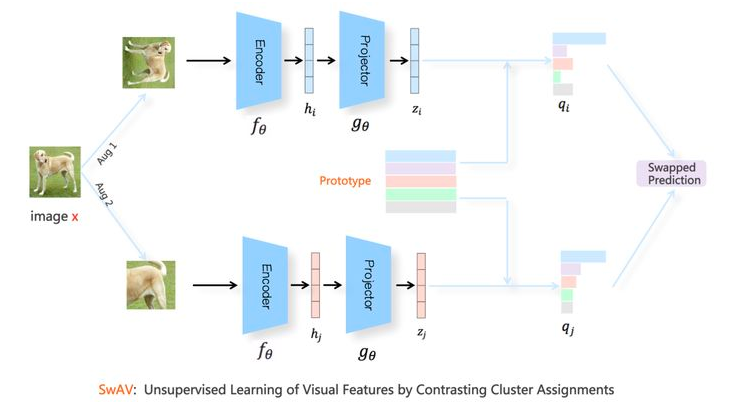 Aug 1
Encoder
Projector
hᵢ
zᵢ
qᵢ
fθ
gθ
Prototype
Swapped
Prediction
image x
Aug 2
Encoder
Projector
hⱼ
zⱼ
qⱼ
fθ
gθ
SwAV: Unsupervised Learning of Visual Features by Contrasting Cluster Assignments